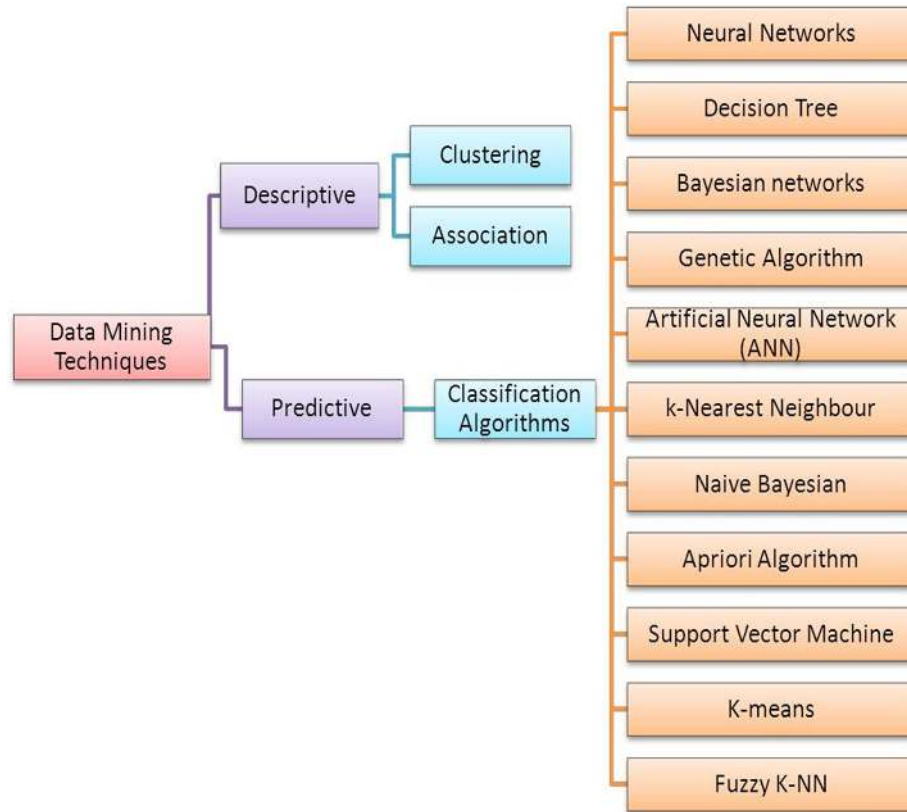 Data Mining
Techniques
Descriptive
Clustering
Association
Predictive
Classification
Algorithms
Neural Networks
Decision Tree
Bayesian networks
Genetic Algorithm
Artificial Neural Network
(ANN)
k-Nearest Neighbour
Naive Bayesian
Apriori Algorithm
Support Vector Machine
K-means
Fuzzy K-NN